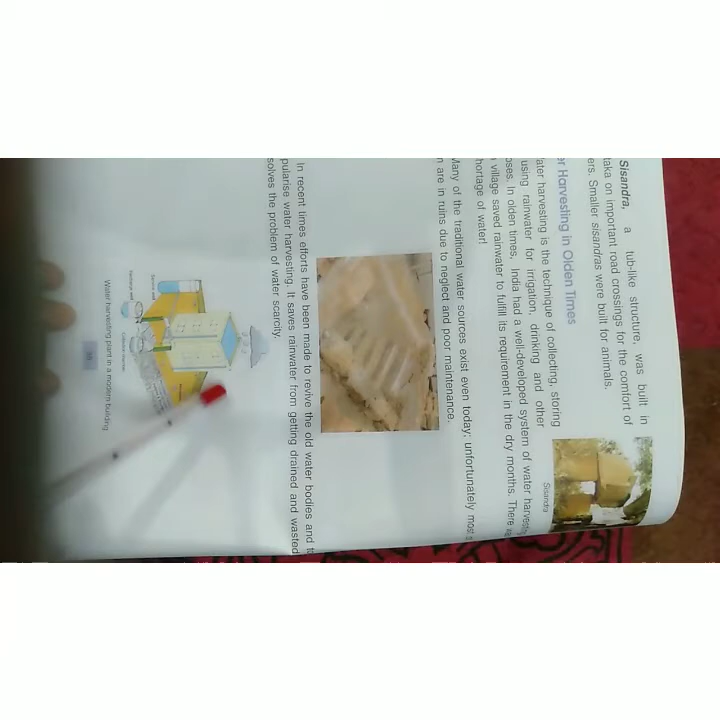 Sisandra, a tub-like structure, was built in
taka on important road crossings for the comfort of
ers. Smaller sisandras were built for animals.
Sisandra
er Harvesting in Olden Times
ater harvesting is the technique of collecting, storing
using rainwater for irrigation, drinking and other
oses. In olden times, India had a well-developed system of water harvesting
village saved rainwater to fulfill its requirement in the dry months. There
hortage of water!
Many of the traditional water sources exist even today; unfortunately most
are in ruins due to neglect and poor maintenance.
In recent times efforts have been made to revive the old water bodies and
pularise water harvesting. It saves rainwater from getting drained and wasted
solves the problem of water scarcity.
Water harvesting plant in a modern building